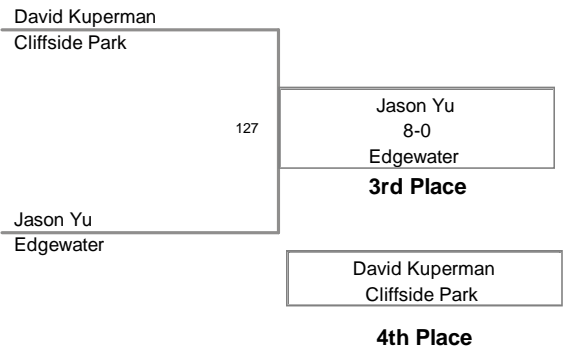 David Kuperman
Cliffside Park
Jason Yu
127
8-0
Edgewater
3rd Place
Jason Yu
Edgewater
David Kuperman
Cliffside Park
4th Place